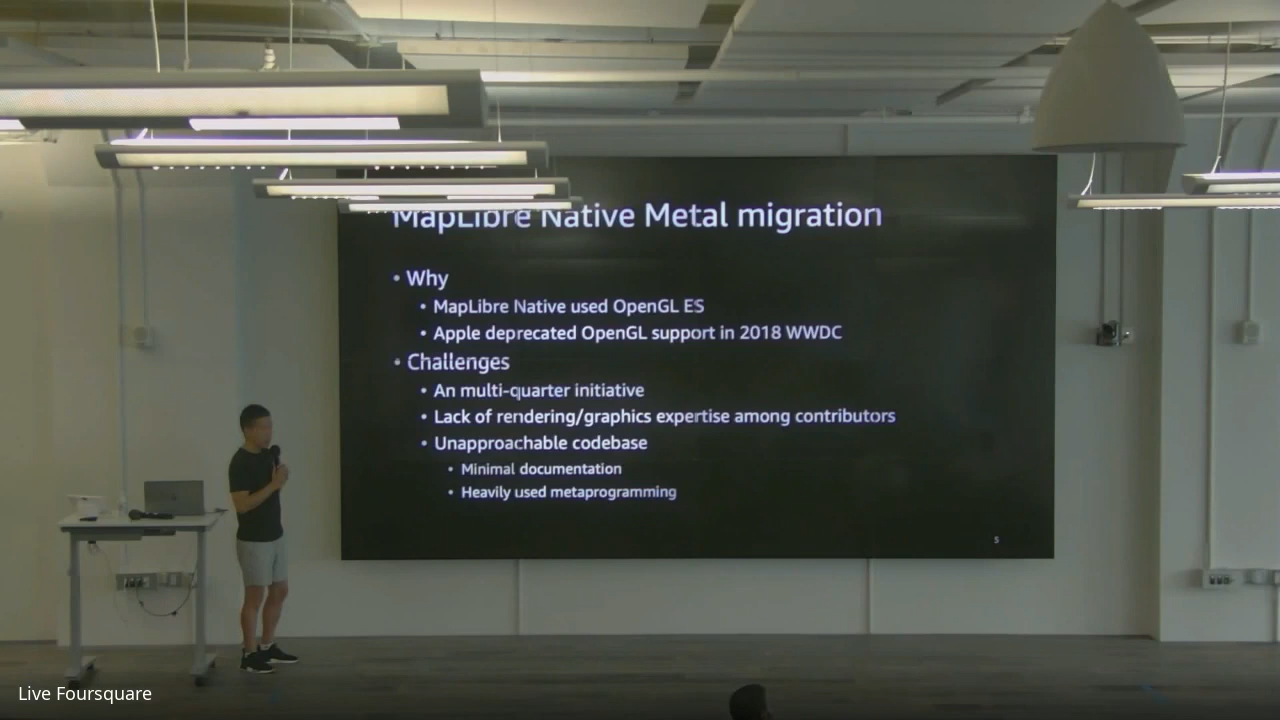 MapLibre Native Metal migration
• Why
• MapLibre Native used OpenGL ES
• Apple deprecated OpenGL support in 2018 WWDC
• Challenges
• An multi-quarter initiative
• Lack of rendering/graphics expertise among contributors
• Unapproachable codebase
• Minimal documentation
• Heavily used metaprogramming
5
Live Foursquare